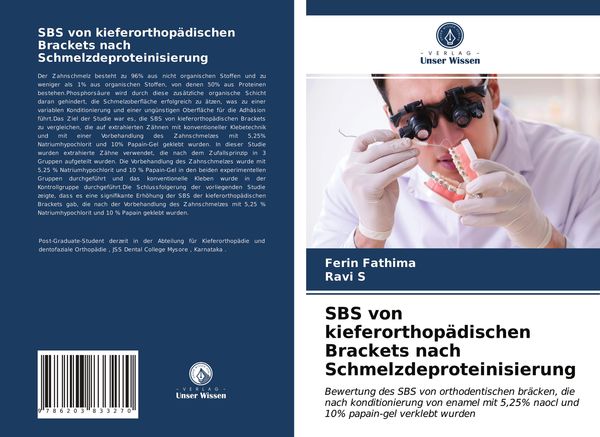 SBS von kieferorthopädischen
Brackets nach
Schmelzdeproteinisierung
Der Zahnschmelz besteht zu 96% aus nicht organischen Stoffen und zu
weniger als 1% aus organischen Stoffen, von denen 50% aus Proteinen
bestehen.Phosphorsäure wird durch diese zusätzliche organische Schicht
daran gehindert, die Schmelzoberfläche erfolgreich zu ätzen, was zu einer
variablen Konditionierung und einer ungünstigen Oberfläche für die Adhäsion
führt.Das Ziel der Studie war es, die SBS von kieferorthopädischen Brackets
zu vergleichen, die auf extrahierten Zähnen mit konventioneller Klebetechnik
und mit einer Vorbehandlung des Zahnschmelzes mit 5,25%
Natriumhypochlorit und 10% Papain-Gel geklebt wurden. In dieser Studie
wurden extrahierte Zähne verwendet, die nach dem Zufallsprinzip in 3
Gruppen aufgeteilt wurden. Die Vorbehandlung des Zahnschmelzes wurde mit
5,25 % Natriumhypochlorit und 10 % Papain-Gel in den beiden experimentellen
Gruppen durchgeführt und das konventionelle Kleben wurde in der
Kontrollgruppe durchgeführt.Die Schlussfolgerung der vorliegenden Studie
zeigte, dass es eine signifikante Erhöhung der SBS der kieferorthopädischen
Brackets gab, die nach der Vorbehandlung des Zahnschmelzes mit 5,25 %
Natriumhypochlorit und 10 % Papain geklebt wurden.
Post-Graduate-Student derzeit in der Abteilung für Kieferorthopädie und
dentofaziale Orthopädie , JSS Dental College Mysore , Karnataka .
9 786203 833270
VERLAG
Unser Wissen
VERLAG
Unser Wissen
Ferin Fathima
Ravi S
SBS von
kieferorthopädischen
Brackets nach
Schmelzdeproteinisierung
Bewertung des SBS von orthodentischen bräcken, die
nach konditionierung von enamel mit 5,25% naocl und
10% papain-gel verklebt wurden